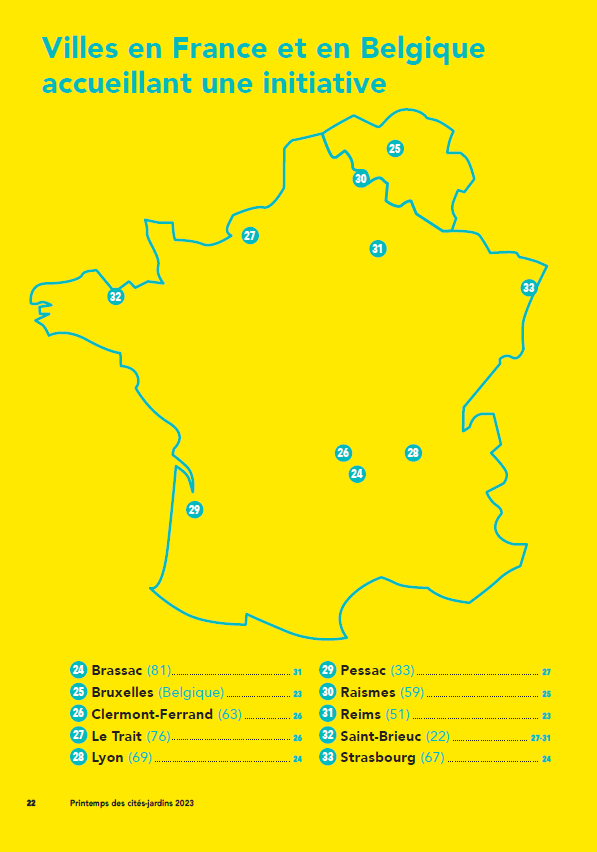 Villes en France et en Belgique
accueillant une initiative
25
30
27
31
33
32
26
28
24
29
24 Brassac (81) 31
25 Bruxelles (Belgique) 23
26 Clermont-Ferrand (63) 26
27 Le Trait (76) 26
28 Lyon (69) 24
29 Pessac (33) 27
30 Raismes (59) 25
31 Reims (51) 23
32 Saint-Brieuc (22) 27-31
33 Strasbourg (67) 24
22 Printemps des cités-jardins 2023